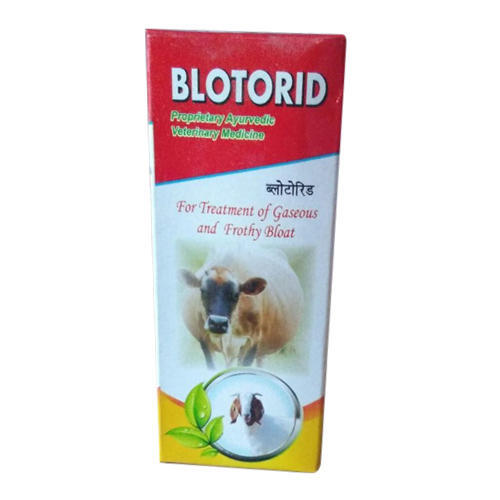 BLOTORID
Proprietary Ayurvedic
Veterinary Medicine
ब्लोटोरिड
For Treatment of Gaseous
and Frothy Bloat